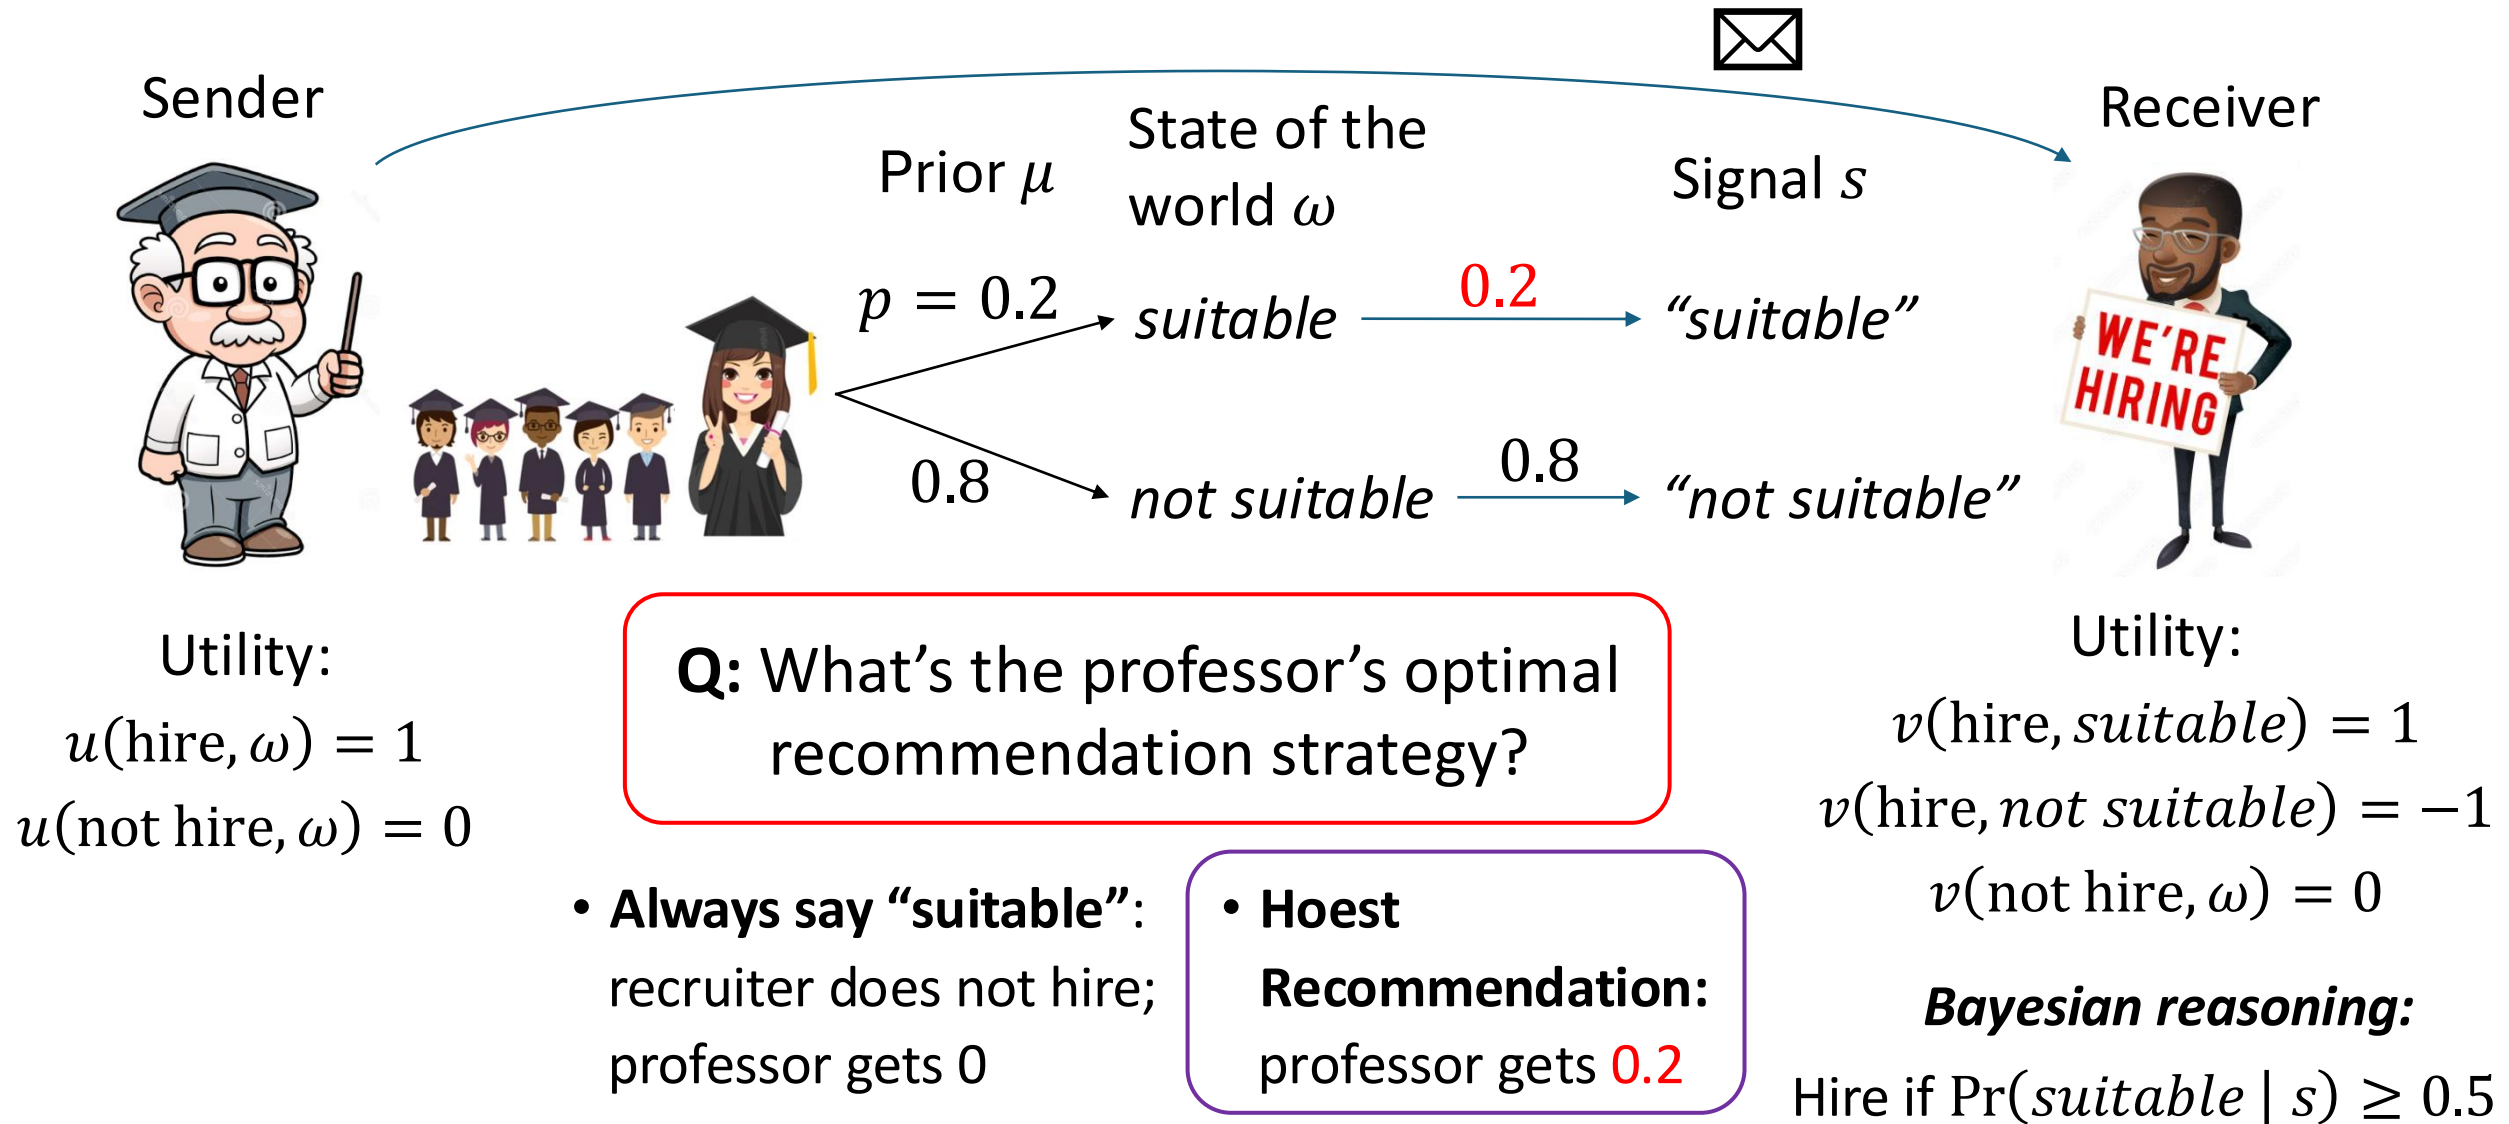 Sender
Prior μ
State of the
world ω
Signal s
Receiver
p = 0.2
suitable
0.2
“suitable”
0.8
not suitable
0.8
“not suitable”
WE'RE
HIRING
Utility:
u(hire, ω) = 1
u(not hire, ω) = 0
Q: What’s the professor’s optimal
recommendation strategy?
Utility:
v(hire, suitable) = 1
v(hire, not suitable) = −1
v(not hire, ω) = 0
• Always say “suitable”:
recruiter does not hire;
professor gets 0
• Hoest
Recommendation:
professor gets 0.2
Bayesian reasoning:
Hire if Pr(suitable | s) ≥ 0.5